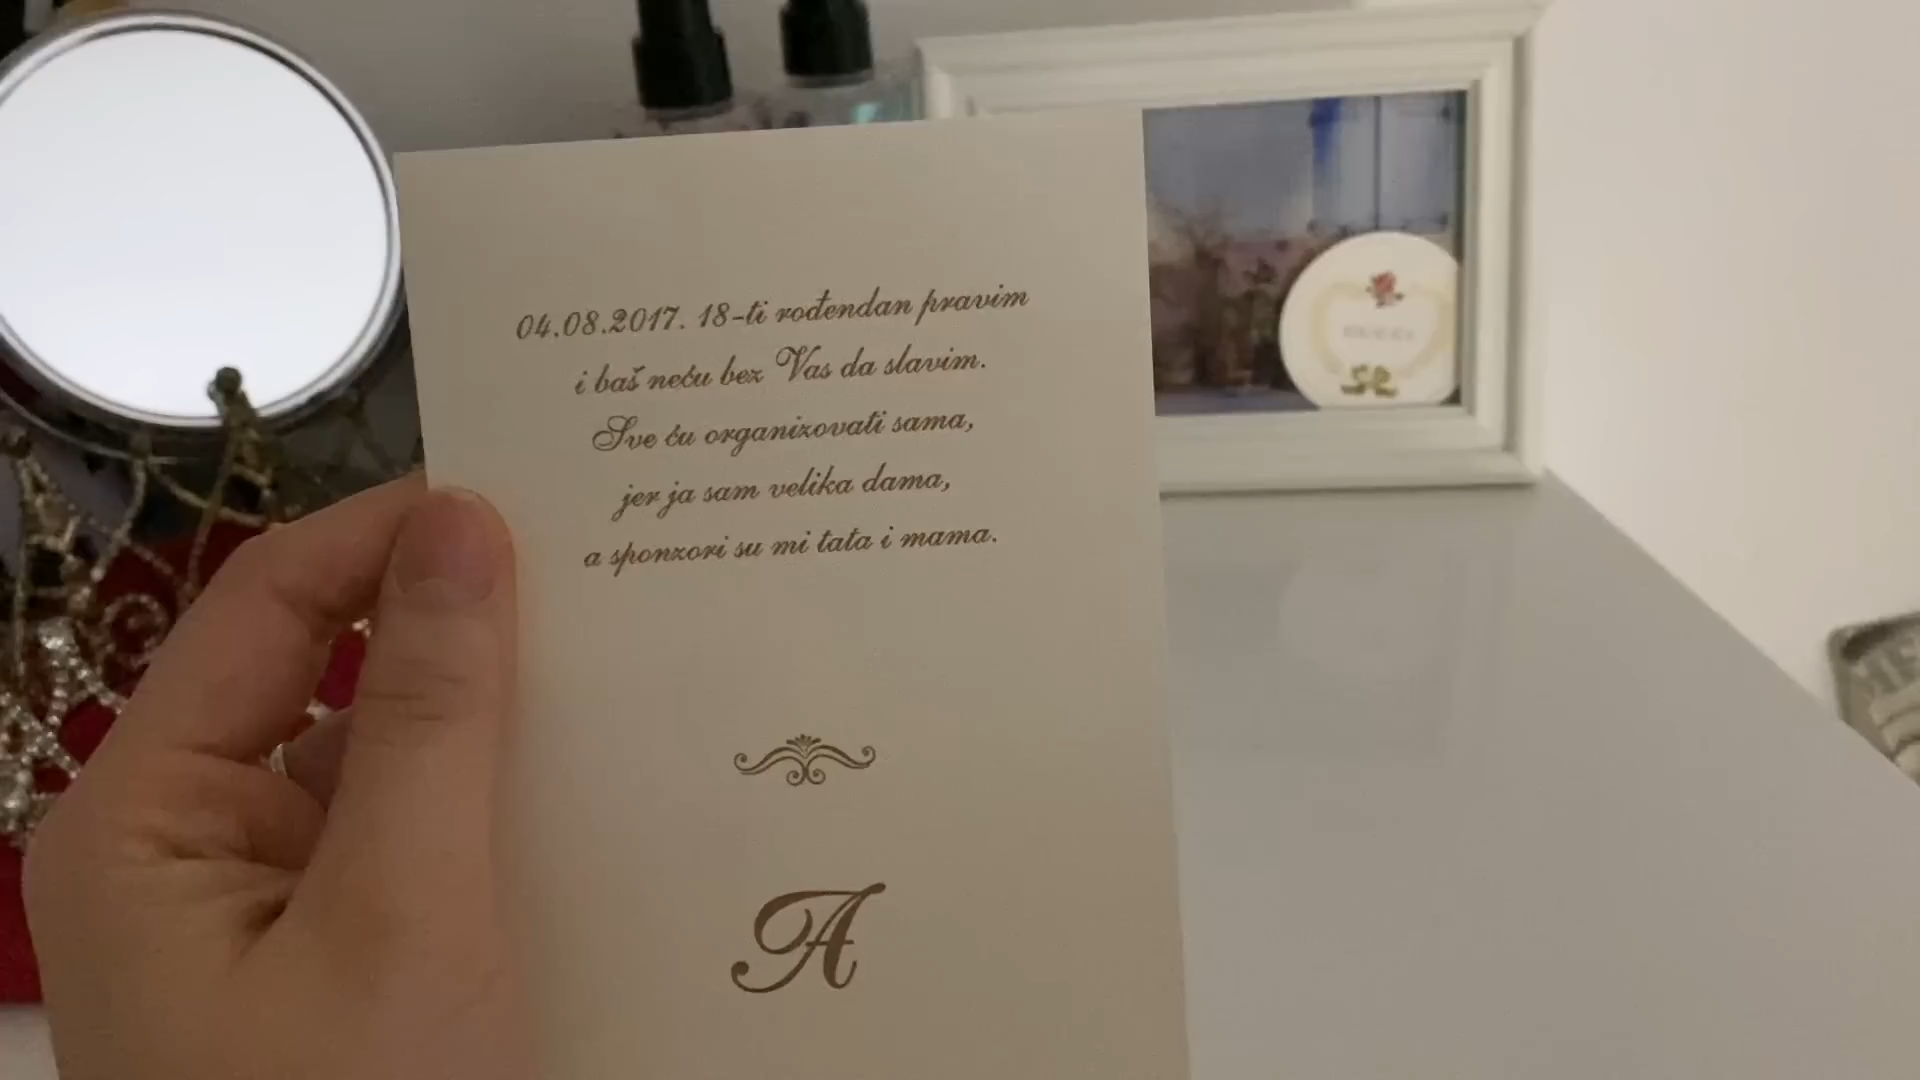 04.08.2017. 18-ti rođendan pravim
i baš neću bez Vas da slavim.
Sve ću organizovati sama,
jer ja sam velika dama,
a sponzori su mi tata i mama.
A